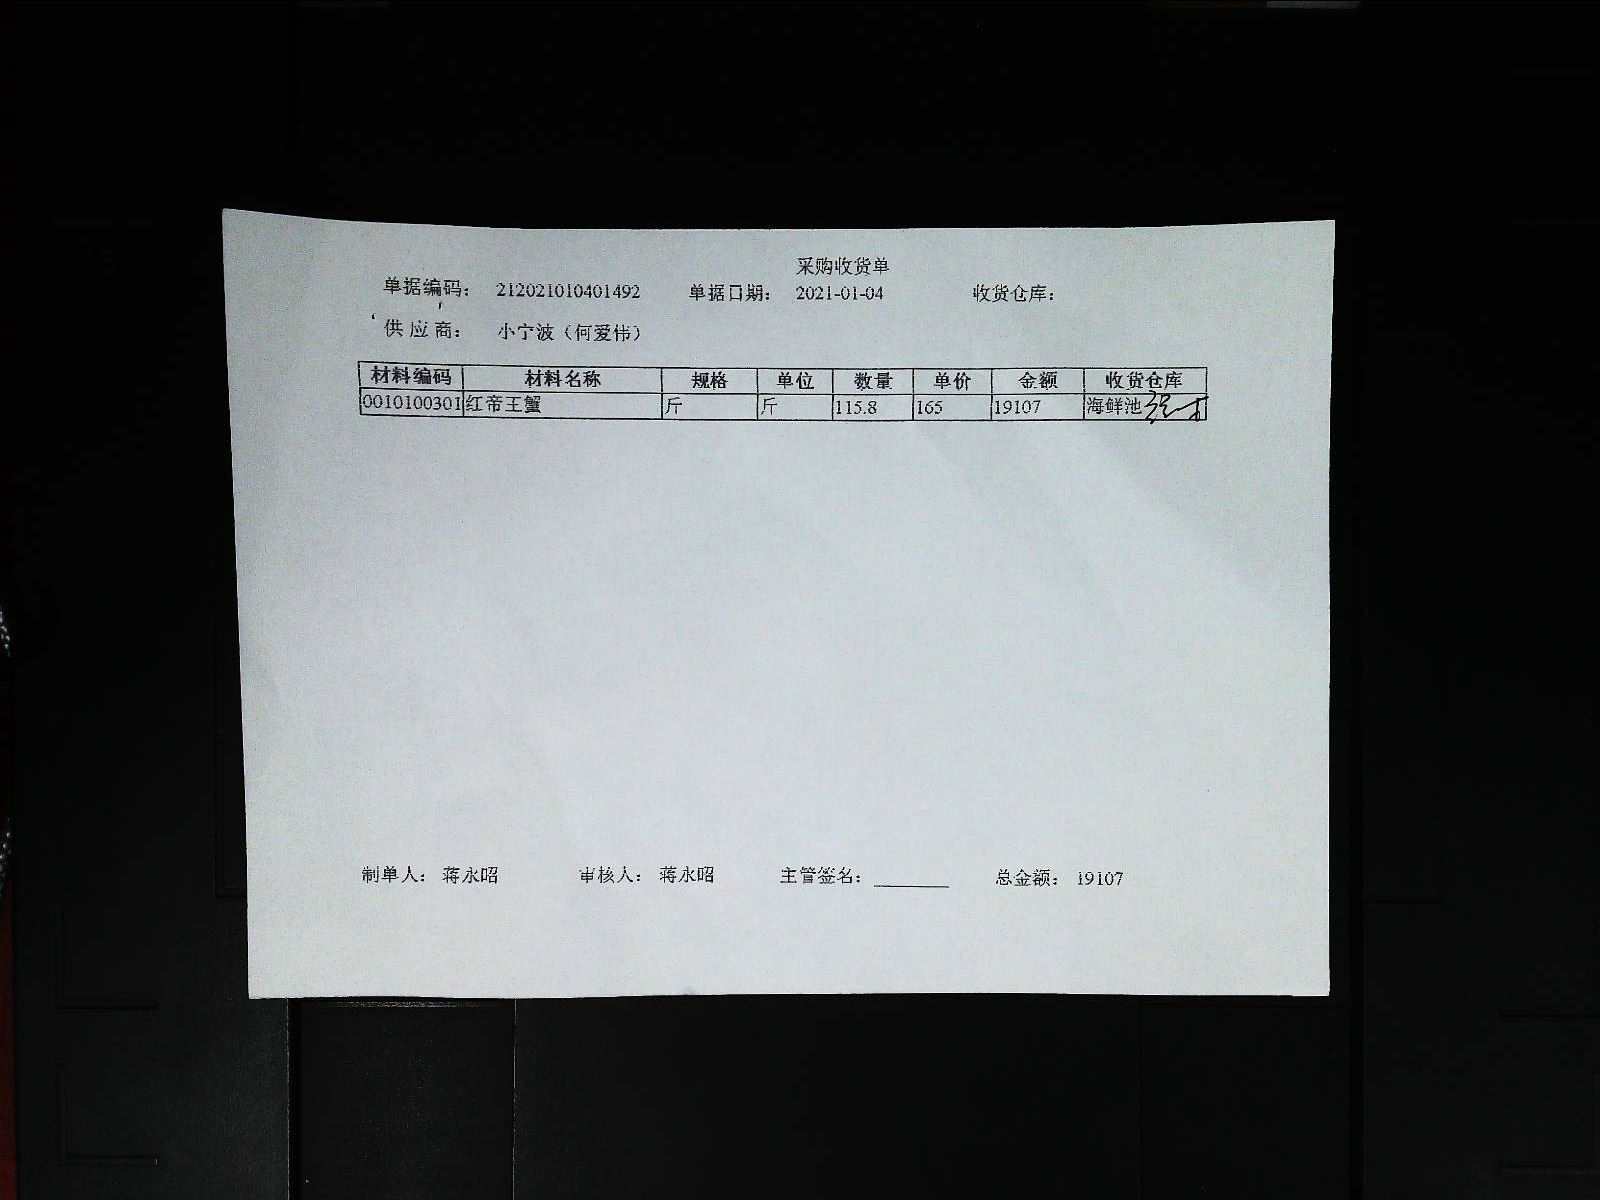 采购收货单
单据编码： 212021010401492 单据日期： 2021-01-04 收货仓库：
供 应 商： 小宁波（何爱伟）
材料编码 材料名称 规格 单位 数量 单价 金额 收货仓库
0010100301 红帝王蟹 斤 斤 115.8 165 19107 海鲜池
制单人： 蒋永昭 审核人： 蒋永昭 主管签名： 总金额： 19107